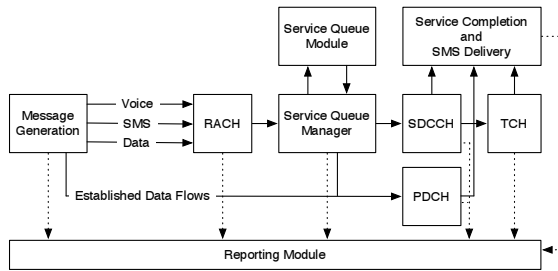 Service Queue
Module
Service Completion
and
SMS Delivery
Message
Generation
Voice
SMS
Data
RACH
Service Queue
Manager
SDCCH
TCH
Established Data Flows
PDCH
Reporting Module